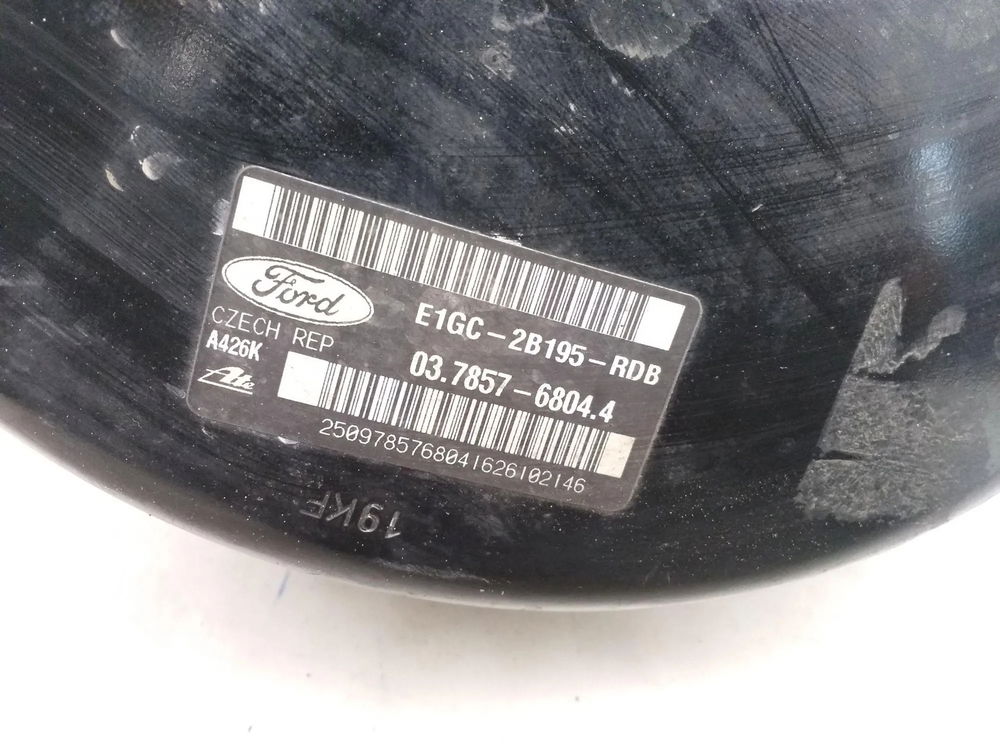 Ford
E1GC-2B195-RDB
CZECH REP
A426K
03.7857-6804.4
Ate
2509785768041626102146
19KF